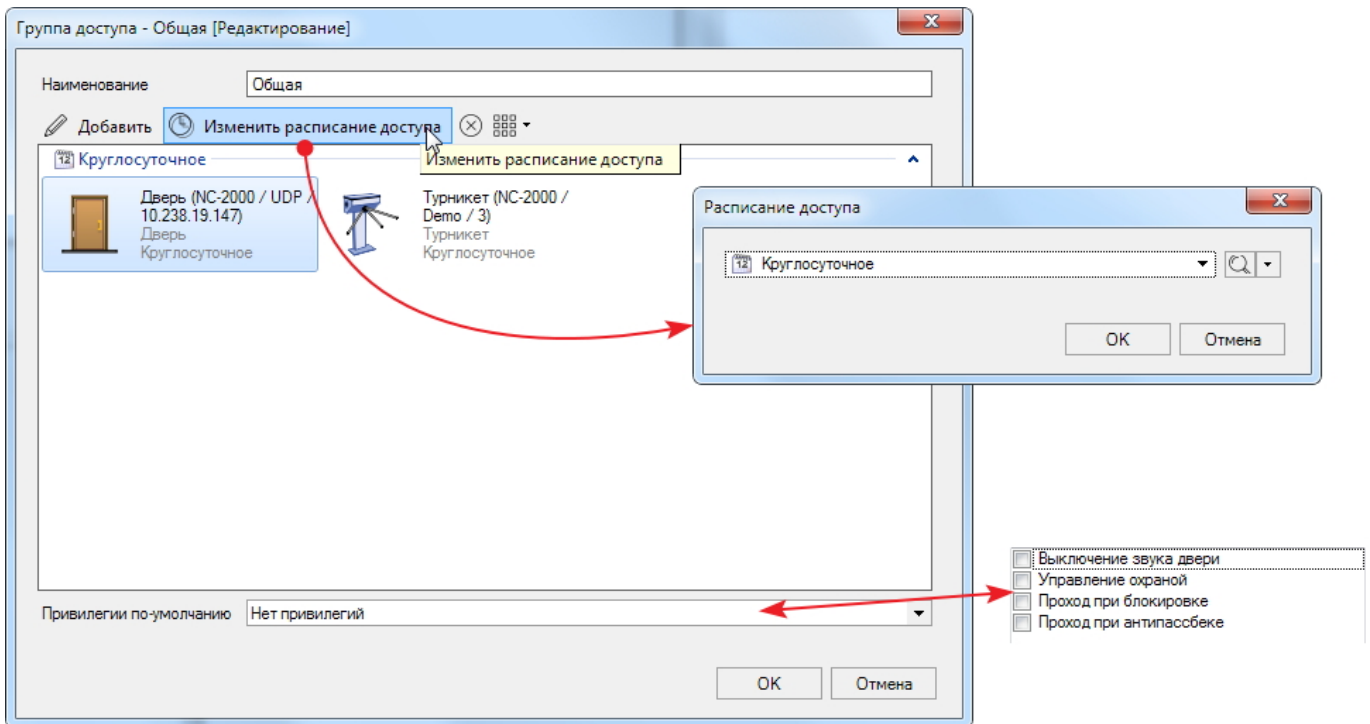 Группа доступа - Общая [Редактирование]
Наименование
Общая
Добавить
Изменить расписание доступа
12 Круглосуточное
Изменить расписание доступа
Дверь (NC-2000 / UDP /
10.238.19.147)
Дверь
Круглосуточное
Турникет (NC-2000 /
Demo / 3)
Турникет
Круглосуточное
Расписание доступа
12 Круглосуточное
OK
Отмена
Выключение звука двери
Управление охраной
Проход при блокировке
Проход при антипассбеке
Привилегии по-умолчанию
Нет привилегий
OK
Отмена